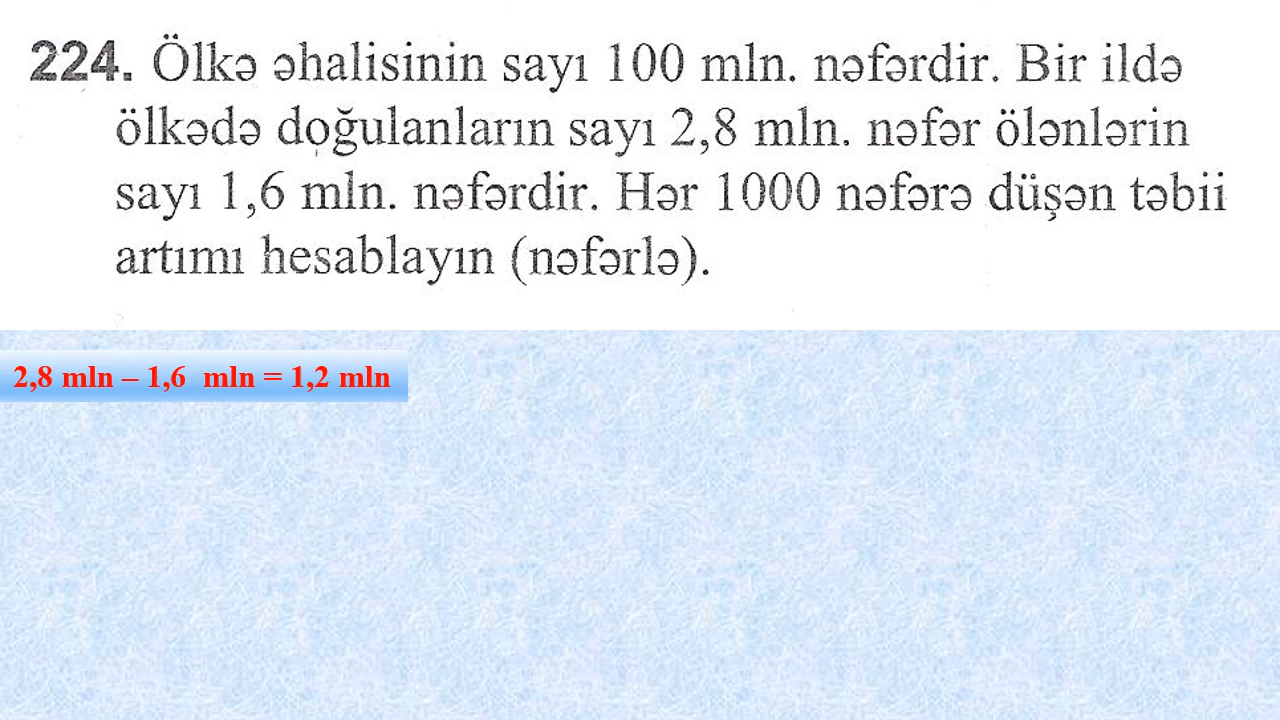 224. Ölkə əhalisinin sayı 100 mln. nəfərdir. Bir ildə
ölkədə doğulanların sayı 2,8 mln. nəfər ölənlərin
sayı 1,6 mln. nəfərdir. Hər 1000 nəfərə düşən təbii
artımı hesablayın (nəfərlə).
2,8 mln – 1,6 mln = 1,2 mln